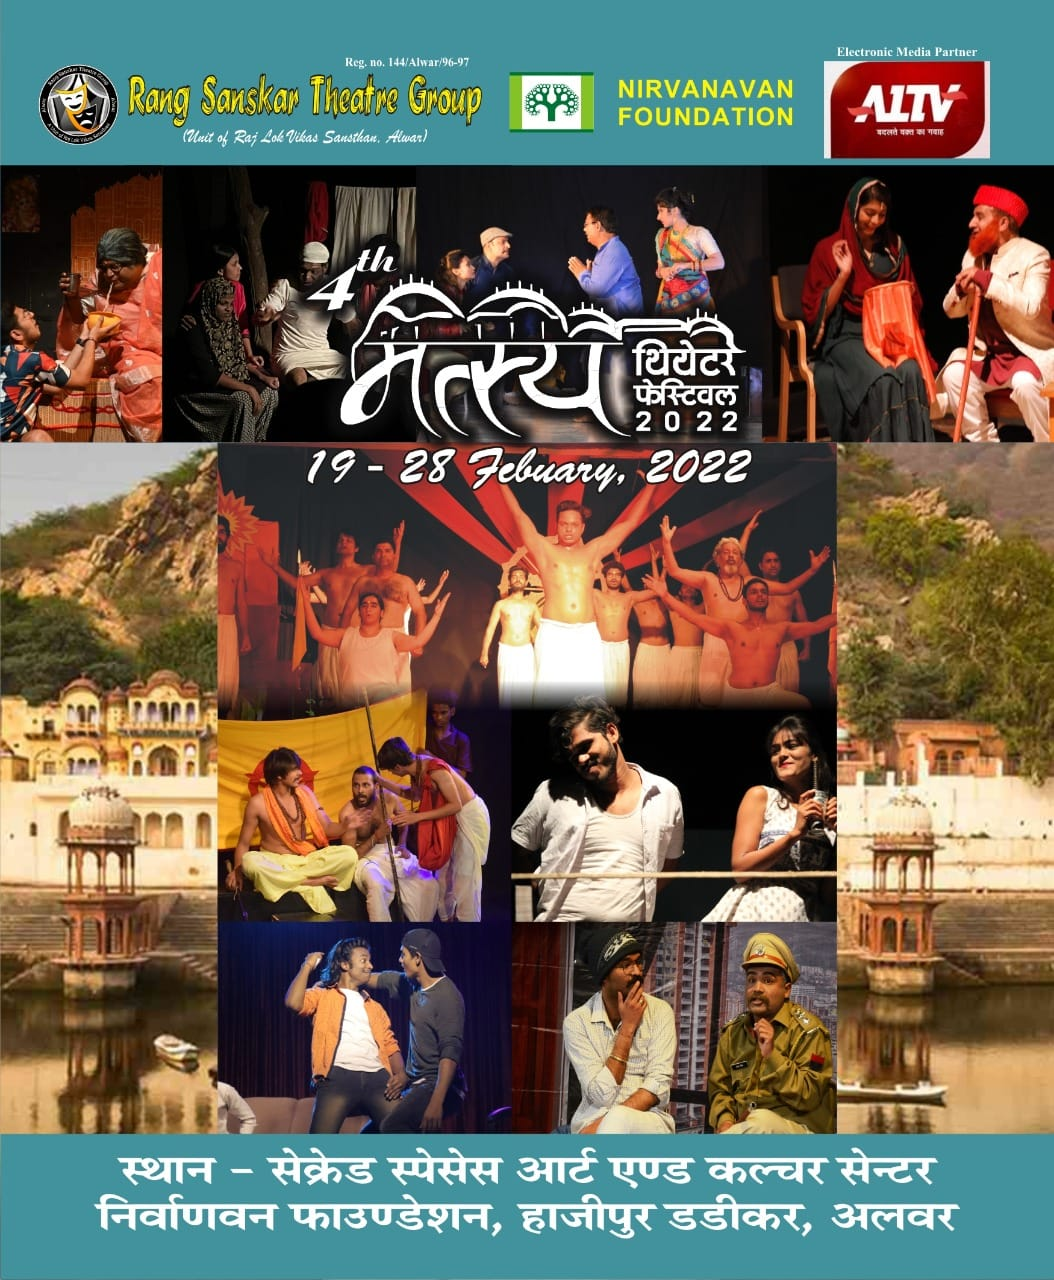 Reg. no. 144/Alwar/96-97
Rang Sanskar Theatre Group
(Unit of Raj Lok Vikas Sansthan, Alwar)
NIRVANAVAN
FOUNDATION
Electronic Media Partner
A1TV
बदलते वक्त का गवाह
4th
मत्स्य
थियेटर
फेस्टिवल
2022
19 - 28 Febuary, 2022
स्थान - सेक्रेड स्पेसेस आर्ट एण्ड कल्चर सेन्टर
निर्वाणवन फाउण्डेशन, हाजीपुर डडीकर, अलवर